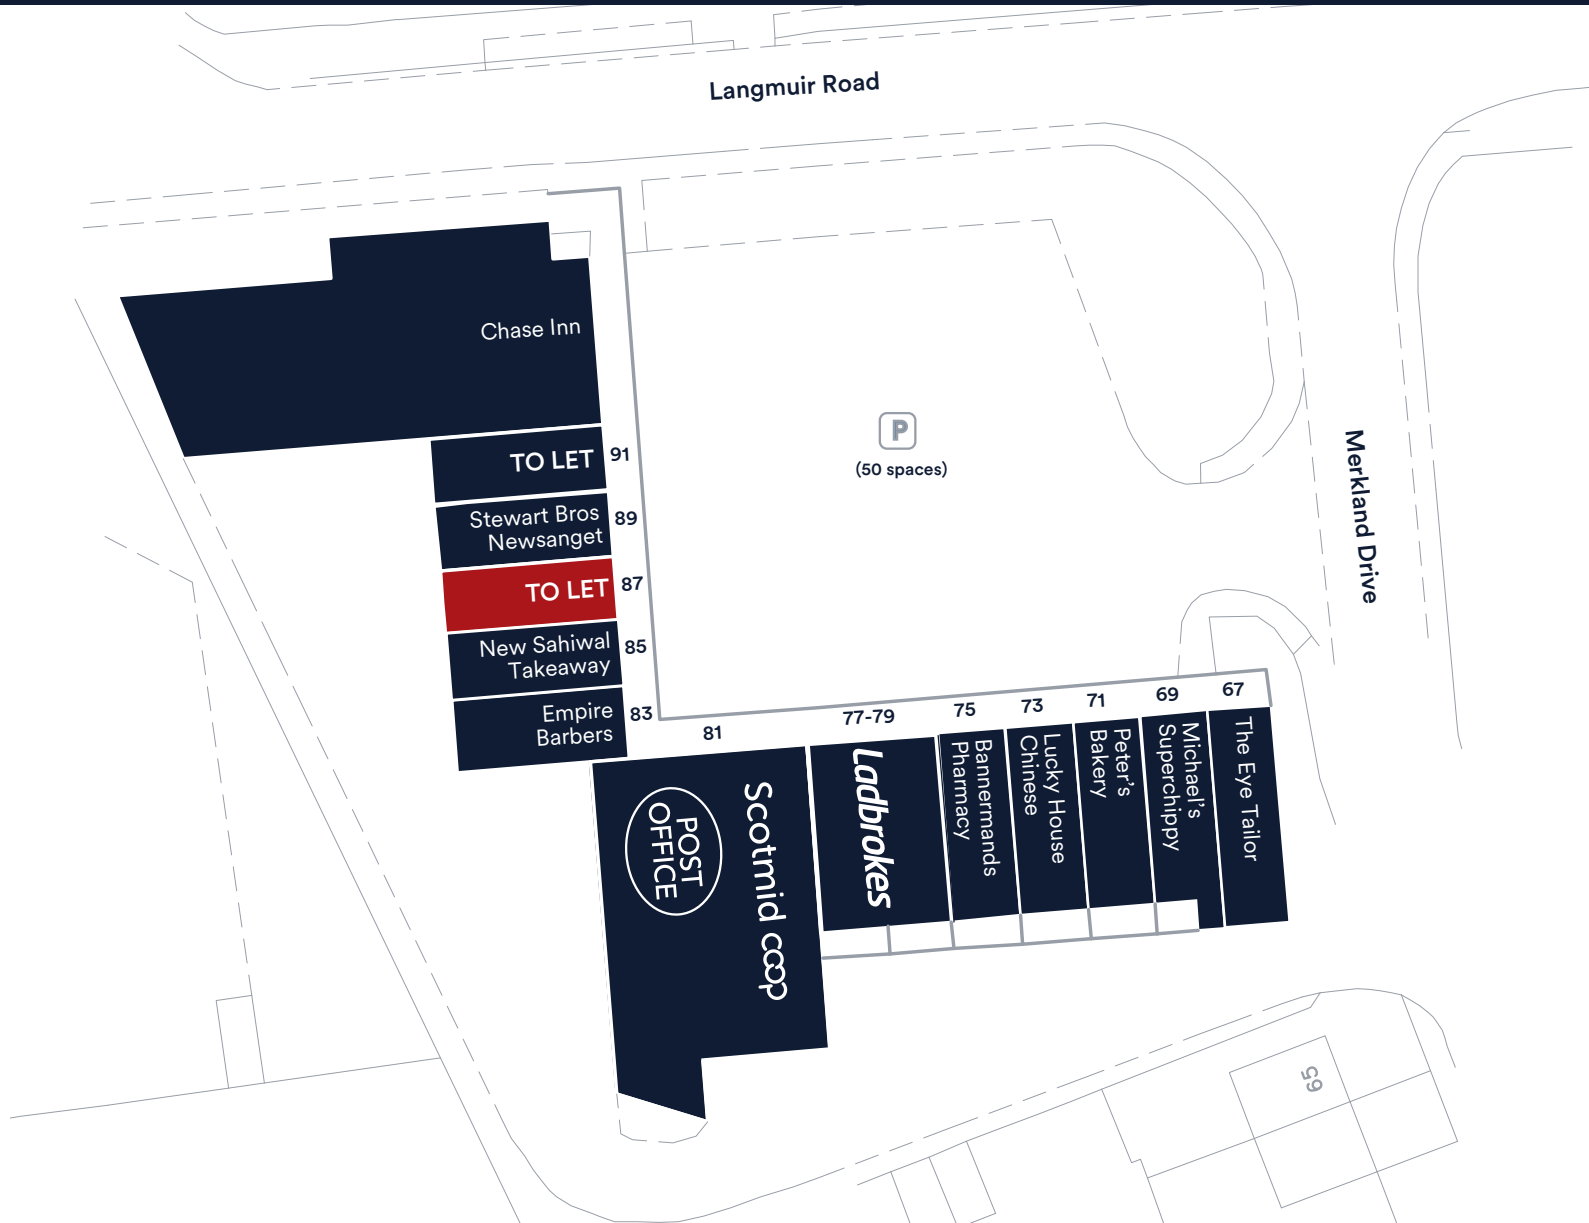 Langmuir Road
Chase Inn
P
(50 spaces)
Merkland Drive
TO LET
91
Stewart Bros
Newsanget
89
TO LET
87
New Sahiwal
Takeaway
85
Empire
Barbers
83
81
77-79
75
73
71
69
67
POST
OFFICE
Scotmid coop
Ladbrokes
Bannermands
Pharmacy
Lucky House
Chinese
Peter's
Bakery
Michael's
Superchippy
The Eye Tailor
65